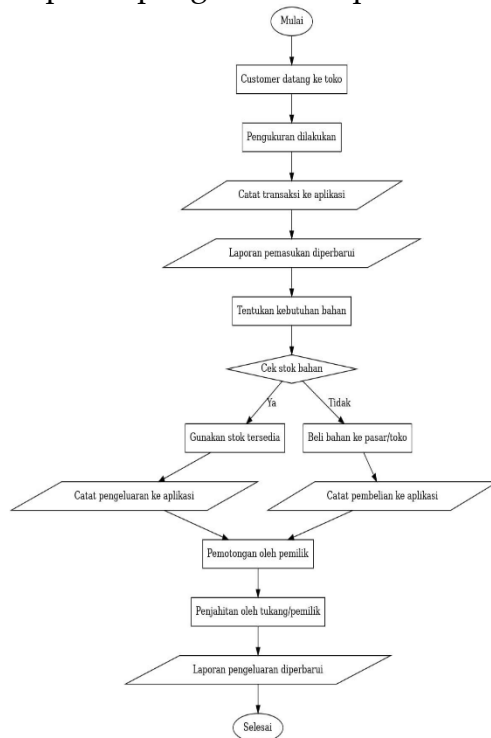 Mulai
Customer datang ke toko
Pengukuran dilakukan
Catat transaksi ke aplikasi
Laporan pemasukan diperbarui
Tentukan kebutuhan bahan
Cek stok bahan
Ya
Tidak
Gunakan stok tersedia
Beli bahan ke pasar/toko
Catat pengeluaran ke aplikasi
Catat pembelian ke aplikasi
Pemotongan oleh pemilik
Penjahitan oleh tukang/pemilik
Laporan pengeluaran diperbarui
Selesai